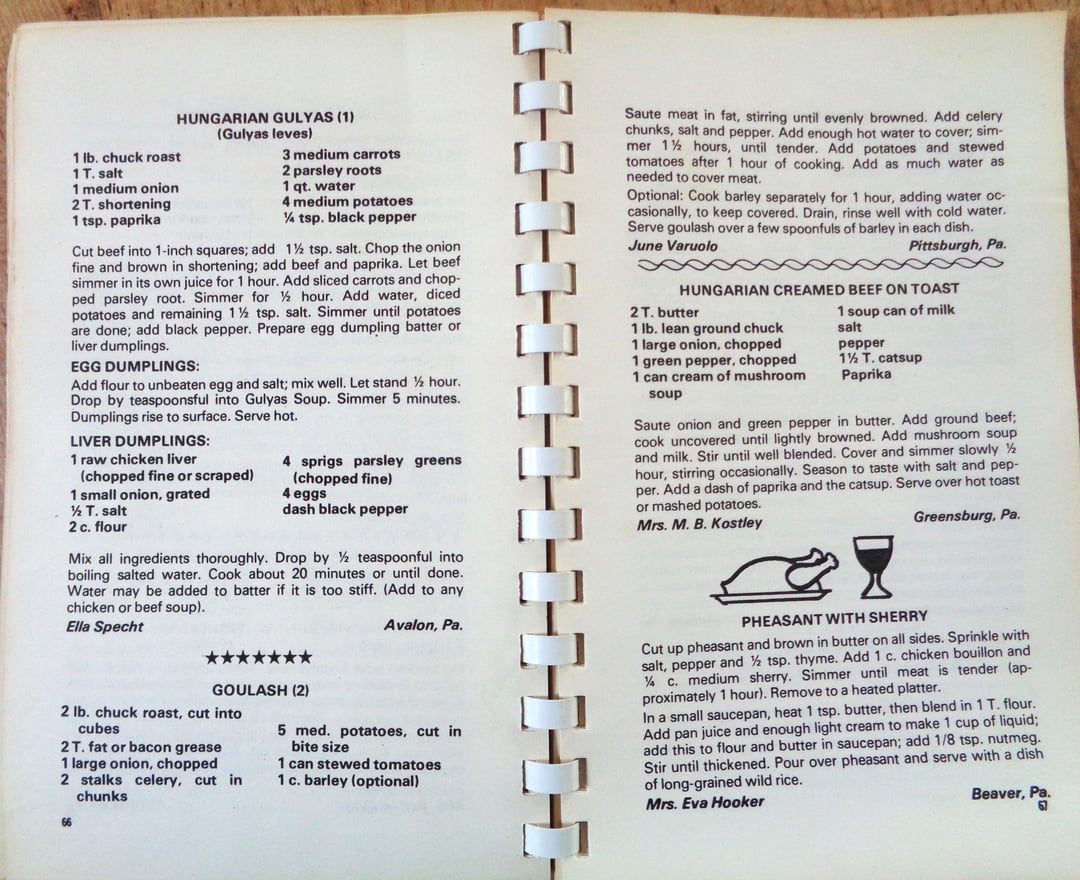 HUNGARIAN GULYAS (1)
(Gulyas leves)
1 lb. chuck roast
1 T. salt
1 medium onion
2 T. shortening
1 tsp. paprika
3 medium carrots
2 parsley roots
1 qt. water
4 medium potatoes
¼ tsp. black pepper
Cut beef into 1-inch squares; add 1½ tsp. salt. Chop the onion
fine and brown in shortening; add beef and paprika. Let beef
simmer in its own juice for 1 hour. Add sliced carrots and chop-
ped parsley root. Simmer for ½ hour. Add water, diced
potatoes and remaining 1½ tsp. salt. Simmer until potatoes
are done; add black pepper. Prepare egg dumpling batter or
liver dumplings.
EGG DUMPLINGS:
Add flour to unbeaten egg and salt; mix well. Let stand ½ hour.
Drop by teaspoonsful into Gulyas Soup. Simmer 5 minutes.
Dumplings rise to surface. Serve hot.
LIVER DUMPLINGS:
1 raw chicken liver
(chopped fine or scraped)
1 small onion, grated
½ T. salt
2 c. flour
4 sprigs parsley greens
(chopped fine)
4 eggs
dash black pepper
Mix all ingredients thoroughly. Drop by ½ teaspoonful into
boiling salted water. Cook about 20 minutes or until done.
Water may be added to batter if it is too stiff. (Add to any
chicken or beef soup).
Ella Specht Avalon, Pa.
★★★★★★★
GOULASH (2)
2 lb. chuck roast, cut into
cubes
2 T. fat or bacon grease
1 large onion, chopped
2 stalks celery, cut in
chunks
5 med. potatoes, cut in
bite size
1 can stewed tomatoes
1 c. barley (optional)
66
Saute meat in fat, stirring until evenly browned. Add celery
chunks, salt and pepper. Add enough hot water to cover; sim-
mer 1½ hours, until tender. Add potatoes and stewed
tomatoes after 1 hour of cooking. Add as much water as
needed to cover meat.
Optional: Cook barley separately for 1 hour, adding water oc-
casionally, to keep covered. Drain, rinse well with cold water.
Serve goulash over a few spoonfuls of barley in each dish.
June Varuolo Pittsburgh, Pa.
HUNGARIAN CREAMED BEEF ON TOAST
2 T. butter
1 lb. lean ground chuck
1 large onion, chopped
1 green pepper, chopped
1 can cream of mushroom
soup
1 soup can of milk
salt
pepper
1½ T. catsup
Paprika
Saute onion and green pepper in butter. Add ground beef;
cook uncovered until lightly browned. Add mushroom soup
and milk. Stir until well blended. Cover and simmer slowly ½
hour, stirring occasionally. Season to taste with salt and pep-
per. Add a dash of paprika and the catsup. Serve over hot toast
or mashed potatoes.
Mrs. M. B. Kostley Greensburg, Pa.
PHEASANT WITH SHERRY
Cut up pheasant and brown in butter on all sides. Sprinkle with
salt, pepper and ½ tsp. thyme. Add 1 c. chicken bouillon and
¼ c. medium sherry. Simmer until meat is tender (ap-
proximately 1 hour). Remove to a heated platter.
In a small saucepan, heat 1 tsp. butter, then blend in 1 T. flour.
Add pan juice and enough light cream to make 1 cup of liquid;
add this to flour and butter in saucepan; add 1/8 tsp. nutmeg.
Stir until thickened. Pour over pheasant and serve with a dish
of long-grained wild rice.
Mrs. Eva Hooker Beaver, Pa.
67